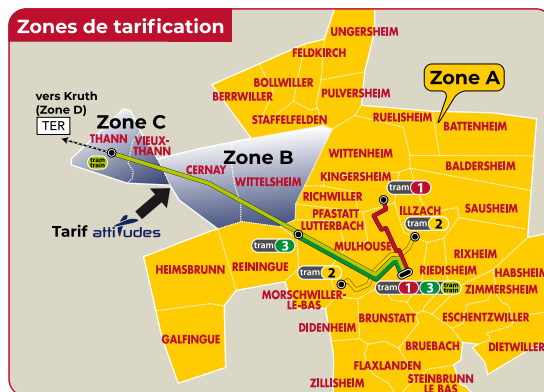 Zones de tarification
UNGERSHEIM
FELDKIRCH
BOLLWILLER
BERRWILLER
PULVERSHEIM
STAFFELFELDEN
Zone A
RUELISHEIM
BATTENHEIM
vers Kruth
(Zone D)
TER
Zone C
THANN
VIEUX-
THANN
tram
train
Zone B
CERNAY
WITTELSHEIM
WITTENHEIM
KINGERSHEIM
BALDERSHEIM
RICHWILLER
tram 1
ILLZACH
SAUSHEIM
PFASTATT
LUTTERBACH
tram 2
Tarif attitudes
tram 3
MULHOUSE
RIXHEIM
HEIMSBRUNN
REININGUE
tram 2
RIEDISHEIM
HABSHEIM
MORSCHWILLER-
LE-BAS
tram 1 3 tram
train
ZIMMERSHEIM
BRUNSTATT
ESCHENTZWILLER
DIDENHEIM
GALFINGUE
BRUEBACH
DIETWILLER
FLAXLANDEN
ZILLISHEIM
STEINBRUNN
LE BAS